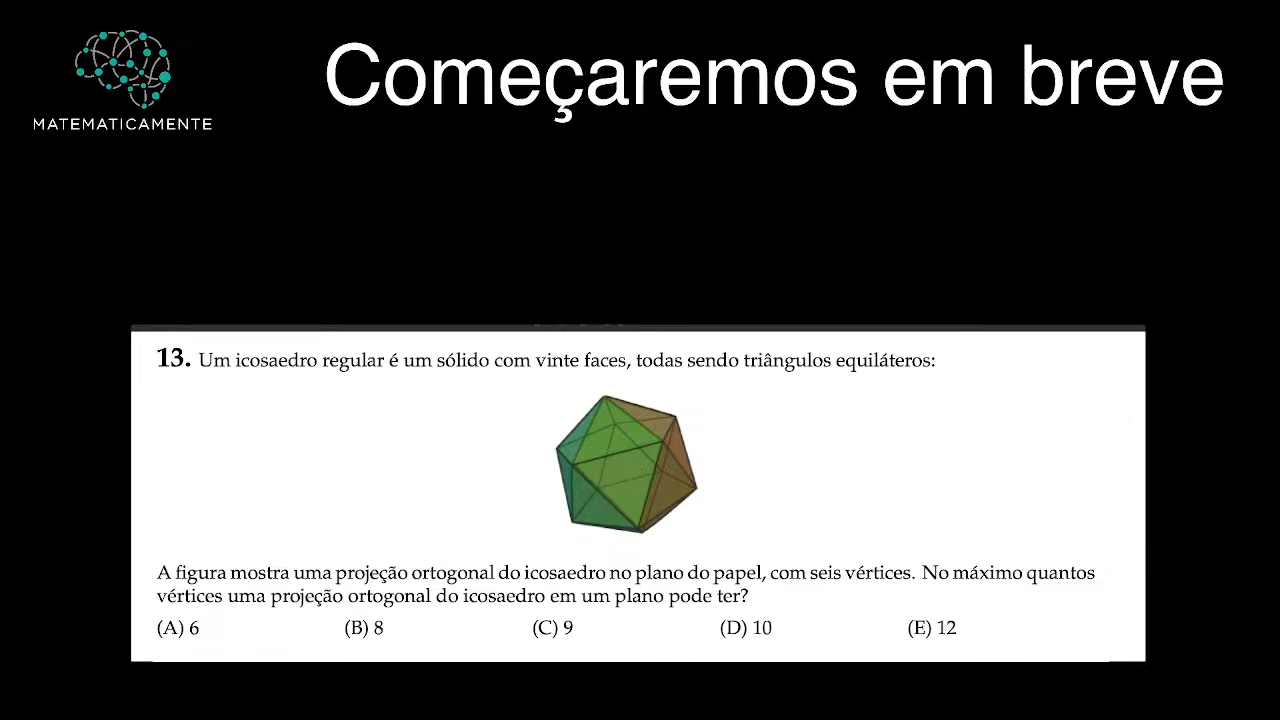 MATEMATICAMENTE
Começaremos em breve
13. Um icosaedro regular é um sólido com vinte faces, todas sendo triângulos equiláteros:
A figura mostra uma projeção ortogonal do icosaedro no plano do papel, com seis vértices. No máximo quantos
vértices uma projeção ortogonal do icosaedro em um plano pode ter?
(A) 6 (B) 8 (C) 9 (D) 10 (E) 12